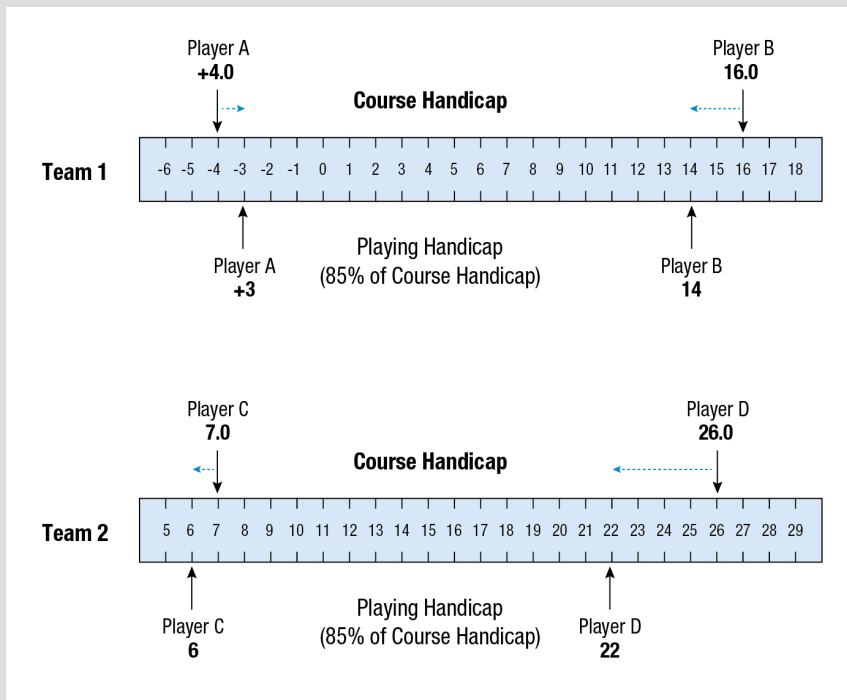 Player A
+4.0
Player B
16.0
Course Handicap
Team 1
-6 -5 -4 -3 -2 -1 0 1 2 3 4 5 6 7 8 9 10 11 12 13 14 15 16 17 18
Player A
+3
Playing Handicap
(85% of Course Handicap)
Player B
14
Player C
7.0
Player D
26.0
Course Handicap
Team 2
5 6 7 8 9 10 11 12 13 14 15 16 17 18 19 20 21 22 23 24 25 26 27 28 29
Player C
6
Playing Handicap
(85% of Course Handicap)
Player D
22